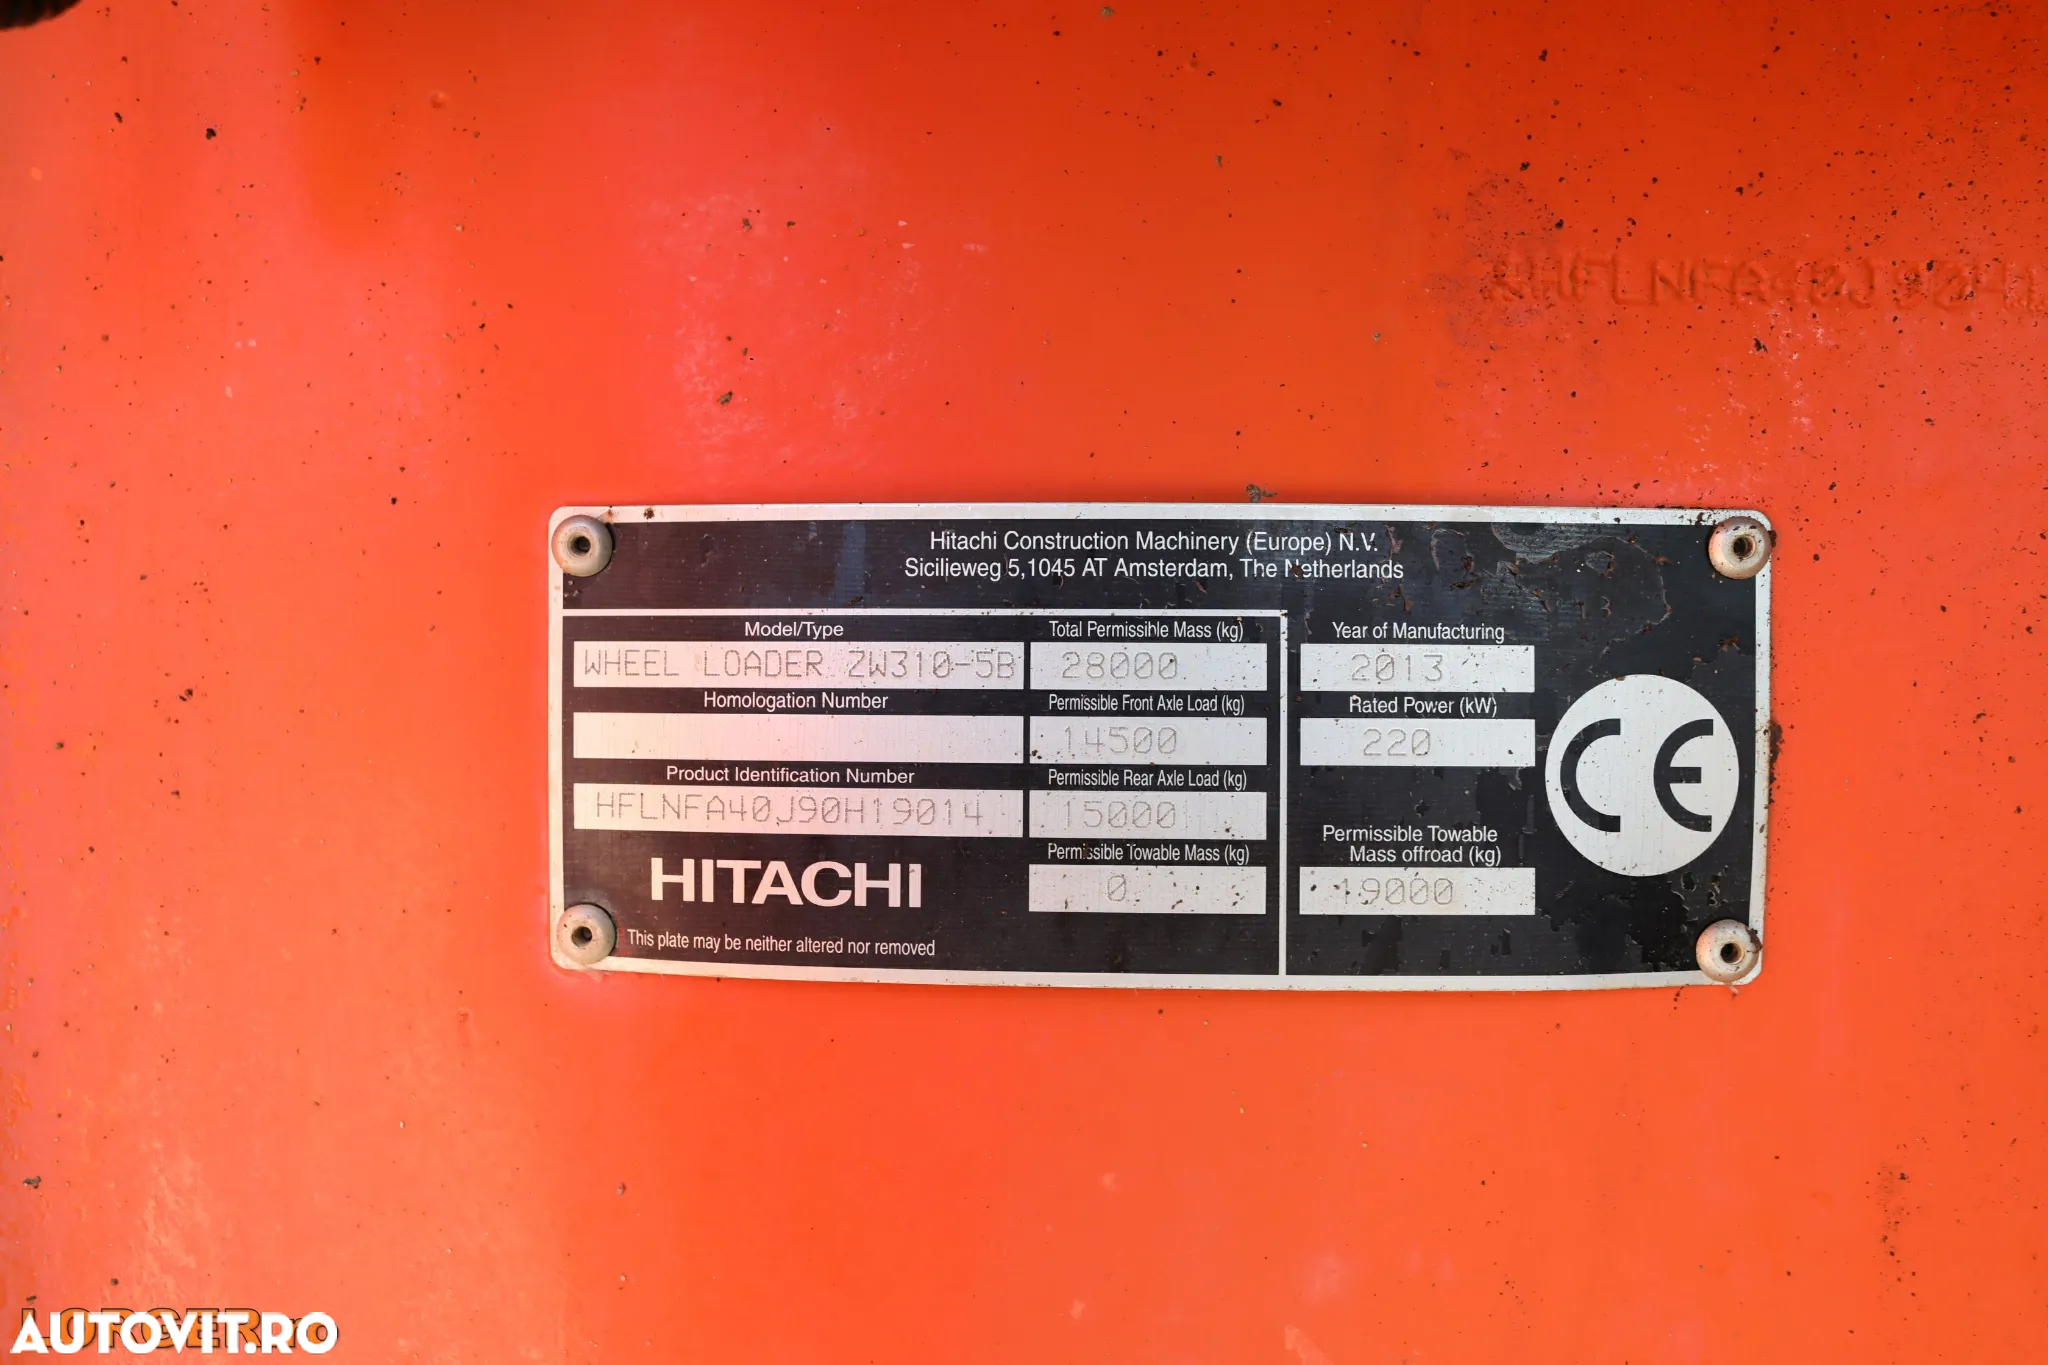 HFLNFA40J90H
Hitachi Construction Machinery (Europe) N.V.
Sicilieweg 5,1045 AT Amsterdam, The Netherlands
Model/Type
WHEEL LOADER ZW310-5B
Homologation Number
Product Identification Number
HFLNFA40J90H19014
HITACHI
This plate may be neither altered nor removed
Total Permissible Mass (kg)
28000
Permissible Front Axle Load (kg)
14500
Permissible Rear Axle Load (kg)
15000
Permissible Towable Mass (kg)
0
Year of Manufacturing
2013
Rated Power (kW)
220
Permissible Towable
Mass offroad (kg)
19000
CE
AUTOVIT.RO